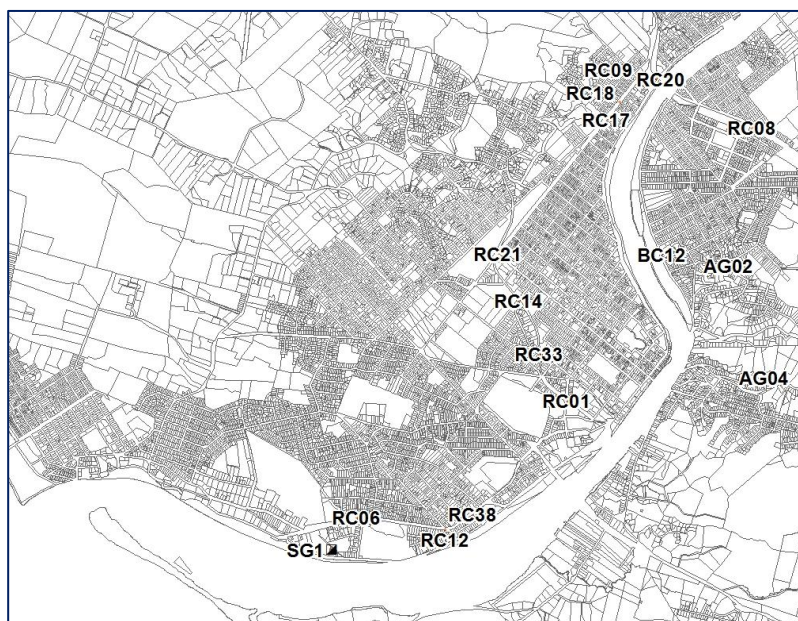 RC09
RC20
RC18
RC17
RC08
RC21
BC12
AG02
RC14
RC33
AG04
RC01
RC06
RC38
RC12
SG1